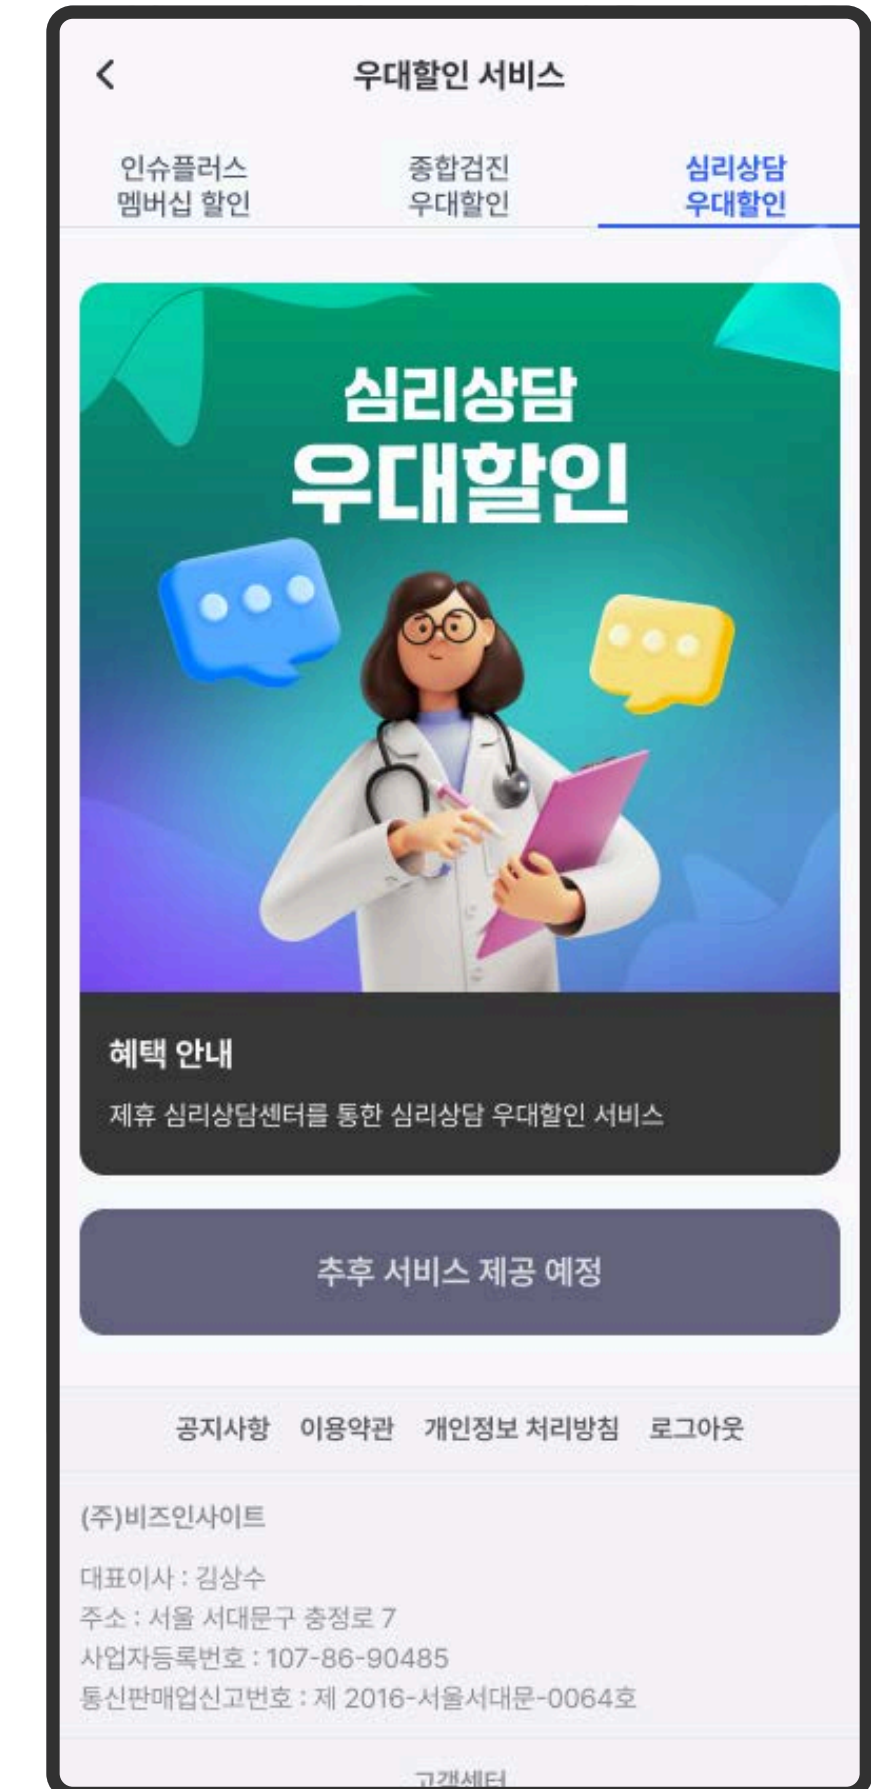 우대할인 서비스
인슈플러스
멤버십 할인
종합검진
우대할인
심리상담
우대할인
심리상담
우대할인
혜택 안내
제휴 심리상담센터를 통한 심리상담 우대할인 서비스
추후 서비스 제공 예정
공지사항 이용약관 개인정보 처리방침 로그아웃
(주)비즈인사이트
대표이사 : 김상수
주소 : 서울 서대문구 충정로 7
사업자등록번호 : 107-86-90485
통신판매업신고번호 : 제 2016-서울서대문-0064호
고객센터